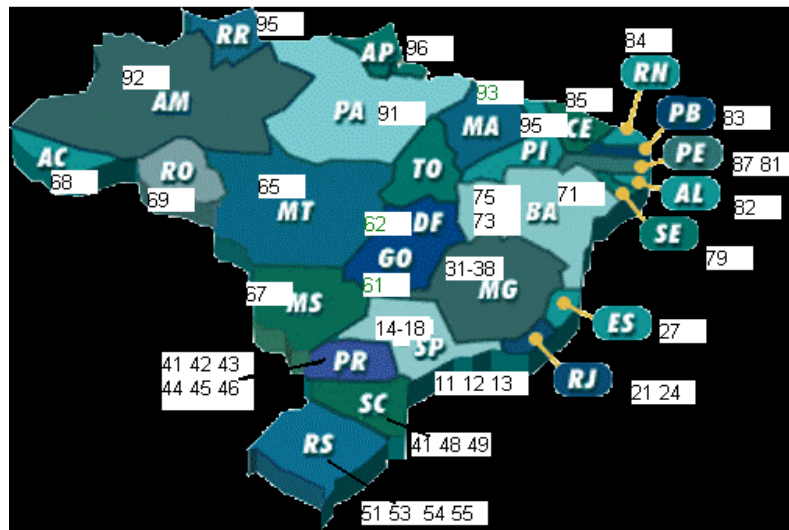 RR 95
AP 96
84
RN
92
AM
PA 91
93
MA
85
CE
95
PI
PB 83
PE
87 81
AC
68
RO
69
TO
AL
82
65
MT
75
73
71
BA
SE
79
62 DF
GO
61
31-38
MG
67
MS
ES
27
14-18
SP
41 42 43
44 45 46
PR
RJ
11 12 13
21 24
SC
RS
41 48 49
51 53 54 55